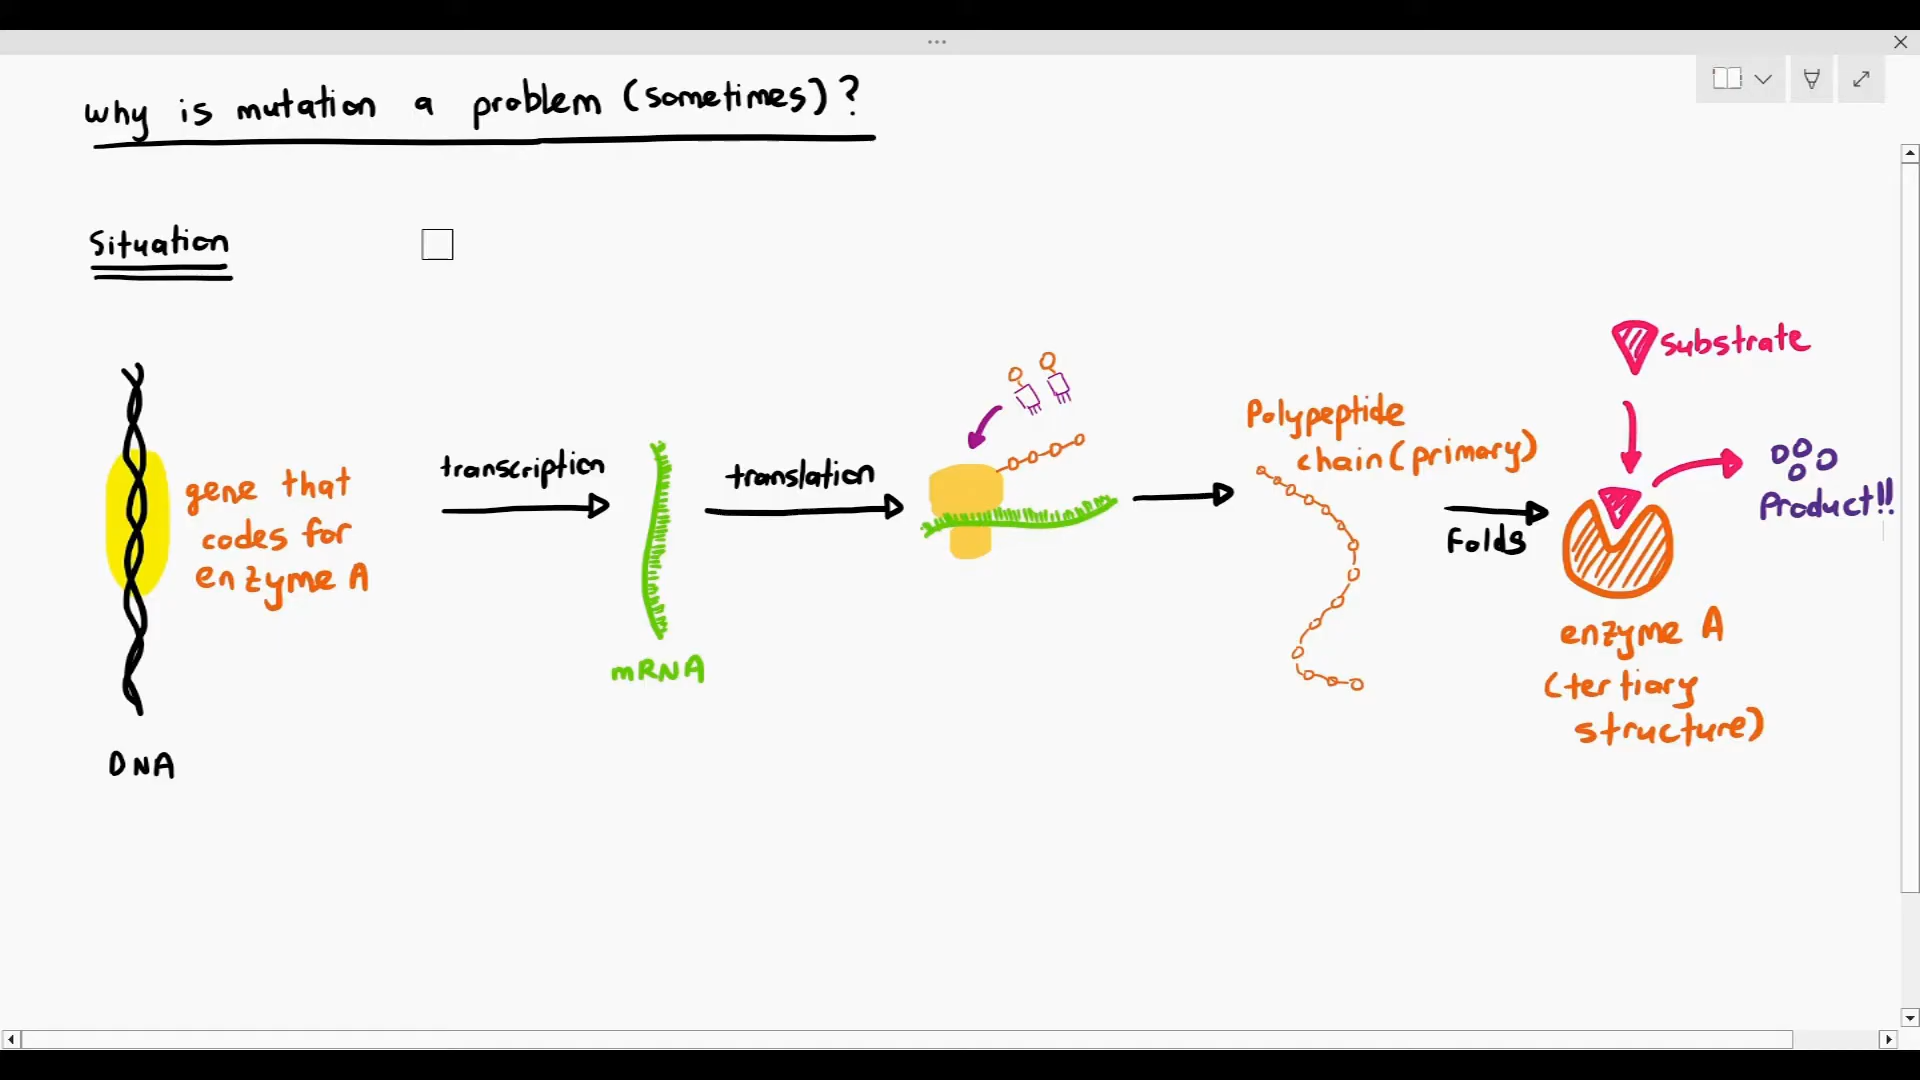 why is mutation a problem (sometimes)?
Situation
gene that
codes for
enzyme A
DNA
transcription
mRNA
translation
Polypeptide
chain (primary)
Folds
substrate
Product!!
enzyme A
(tertiary
structure)